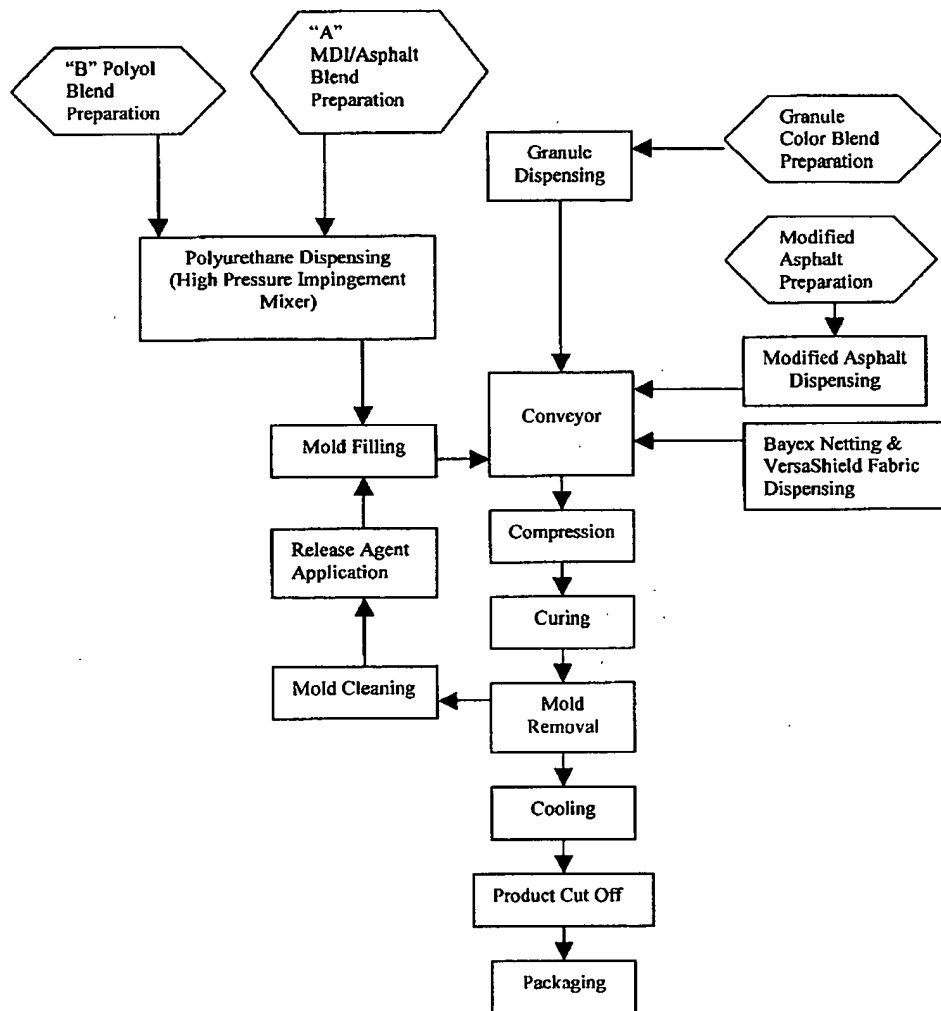 "B" Polyol
Blend
Preparation
"A"
MDI/Asphalt
Blend
Preparation
Granule
Dispensing
Granule
Color Blend
Preparation
Polyurethane Dispensing
(High Pressure Impingement
Mixer)
Modified
Asphalt
Preparation
Modified Asphalt
Dispensing
Conveyor
Mold Filling
Bayex Netting &
VersaShield Fabric
Dispensing
Compression
Release Agent
Application
Curing
Mold Cleaning
Mold
Removal
Cooling
Product Cut Off
Packaging